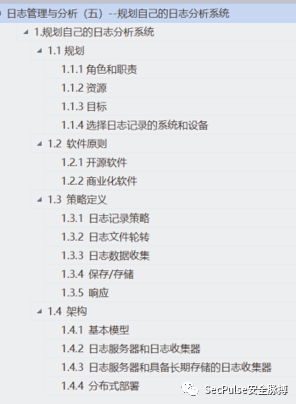 日志管理与分析（五）--规划自己的日志分析系统
1.规划自己的日志分析系统
1.1 规划
1.1.1 角色和职责
1.1.2 资源
1.1.3 目标
1.1.4 选择日志记录的系统和设备
1.2 软件原则
1.2.1 开源软件
1.2.2 商业化软件
1.3 策略定义
1.3.1 日志记录策略
1.3.2 日志文件轮转
1.3.3 日志数据收集
1.3.4 保存/存储
1.3.5 响应
1.4 架构
1.4.1 基本模型
1.4.2 日志服务器和日志收集器
1.4.3 日志服务器和具备长期存储的日志收集器
1.4.4 分布式部署
SecPulse安全脉搏